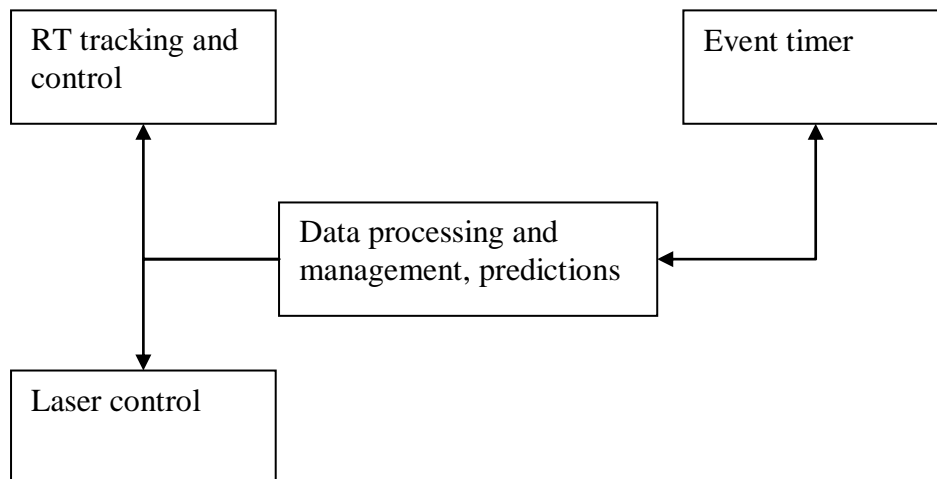 RT tracking and
control
Event timer
Data processing and
management, predictions
Laser control